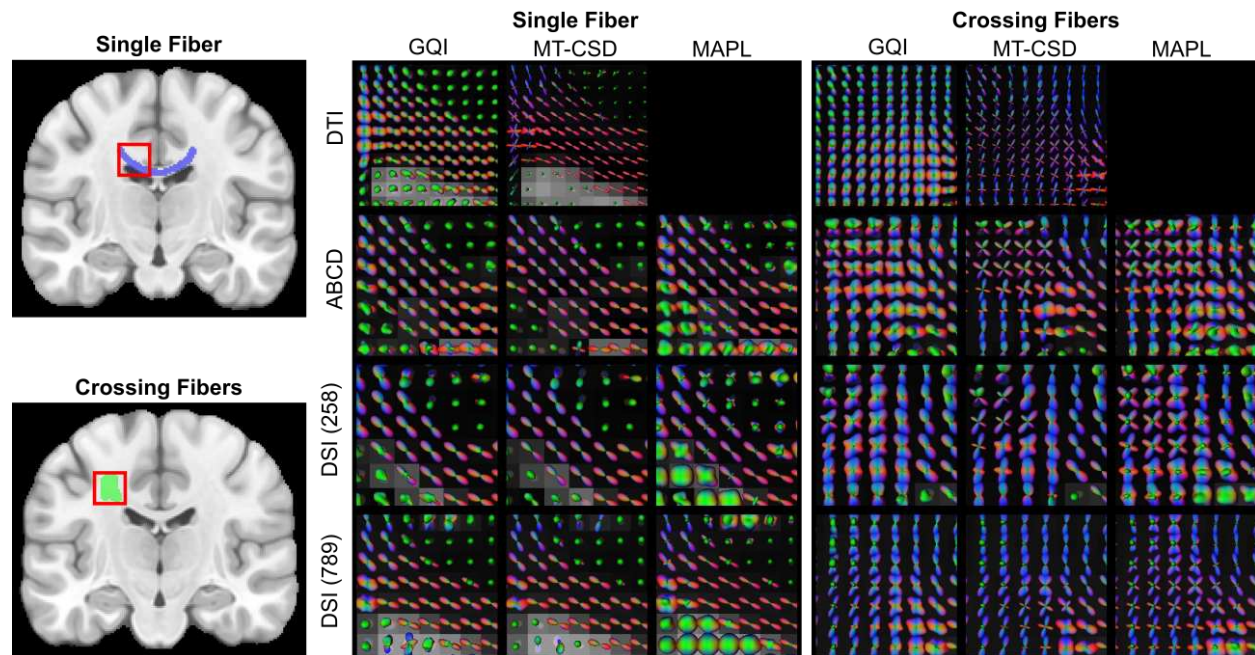 Single Fiber
Crossing Fibers
Single Fiber
GQI MT-CSD MAPL
Crossing Fibers
GQI MT-CSD MAPL
DTI
ABCD
DSI (258)
DSI (789)